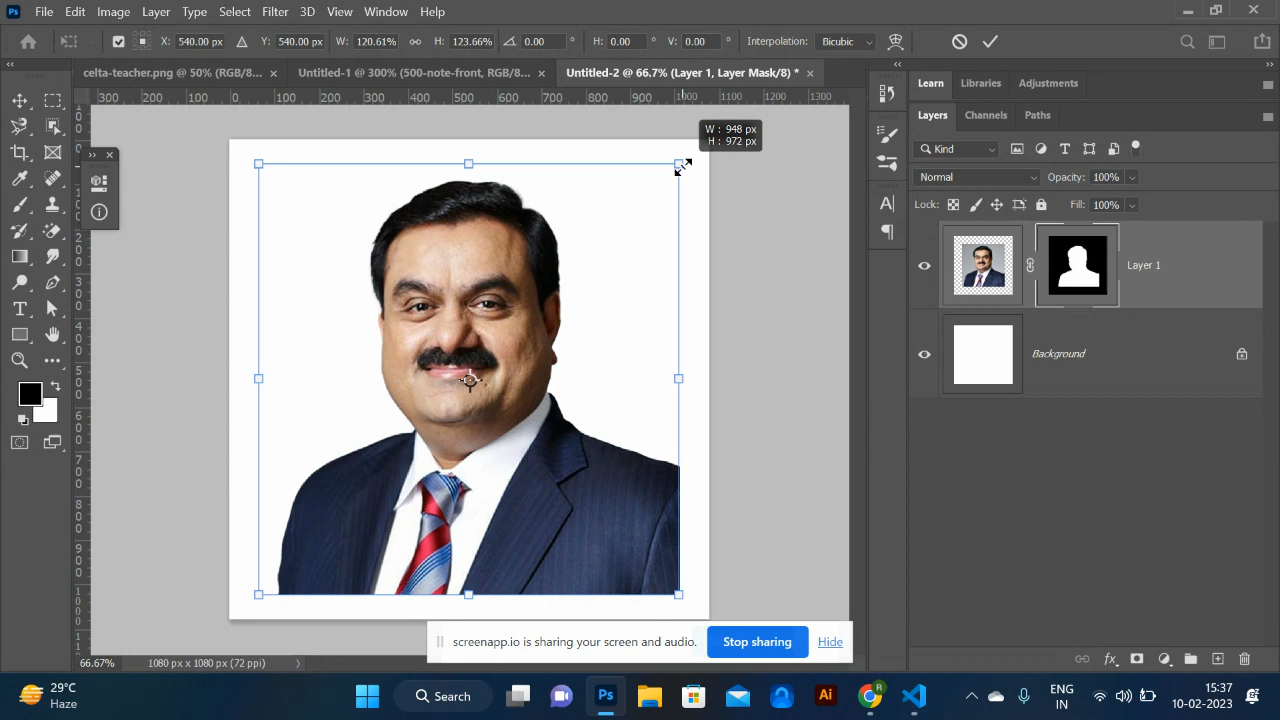 Ps File Edit Image Layer Type Select Filter 3D View Window Help
X: 540.00 px Y: 540.00 px W: 120.61% H: 123.66% 0.00 ° H: 0.00 ° V: 0.00 ° Interpolation: Bicubic
celta-teacher.png @ 50% (RGB/8... × Untitled-1 @ 300% (500-note-front, RGB/8... × Untitled-2 @ 66.7% (Layer 1, Layer Mask/8) * ×
Learn Libraries Adjustments
300 200 100 0 100 200 300 400 500 600 700 800 900 1000 1100 1200 1300
Layers Channels Paths
W : 948 px
H : 972 px
Kind
Normal Opacity: 100%
Lock: Fill: 100%
Layer 1
Background
screenapp.io is sharing your screen and audio. Stop sharing Hide
66.67% 1080 px x 1080 px (72 ppi)
29°C
Haze
Search
Ps
Ai
R
ENG
IN
15:37
10-02-2023